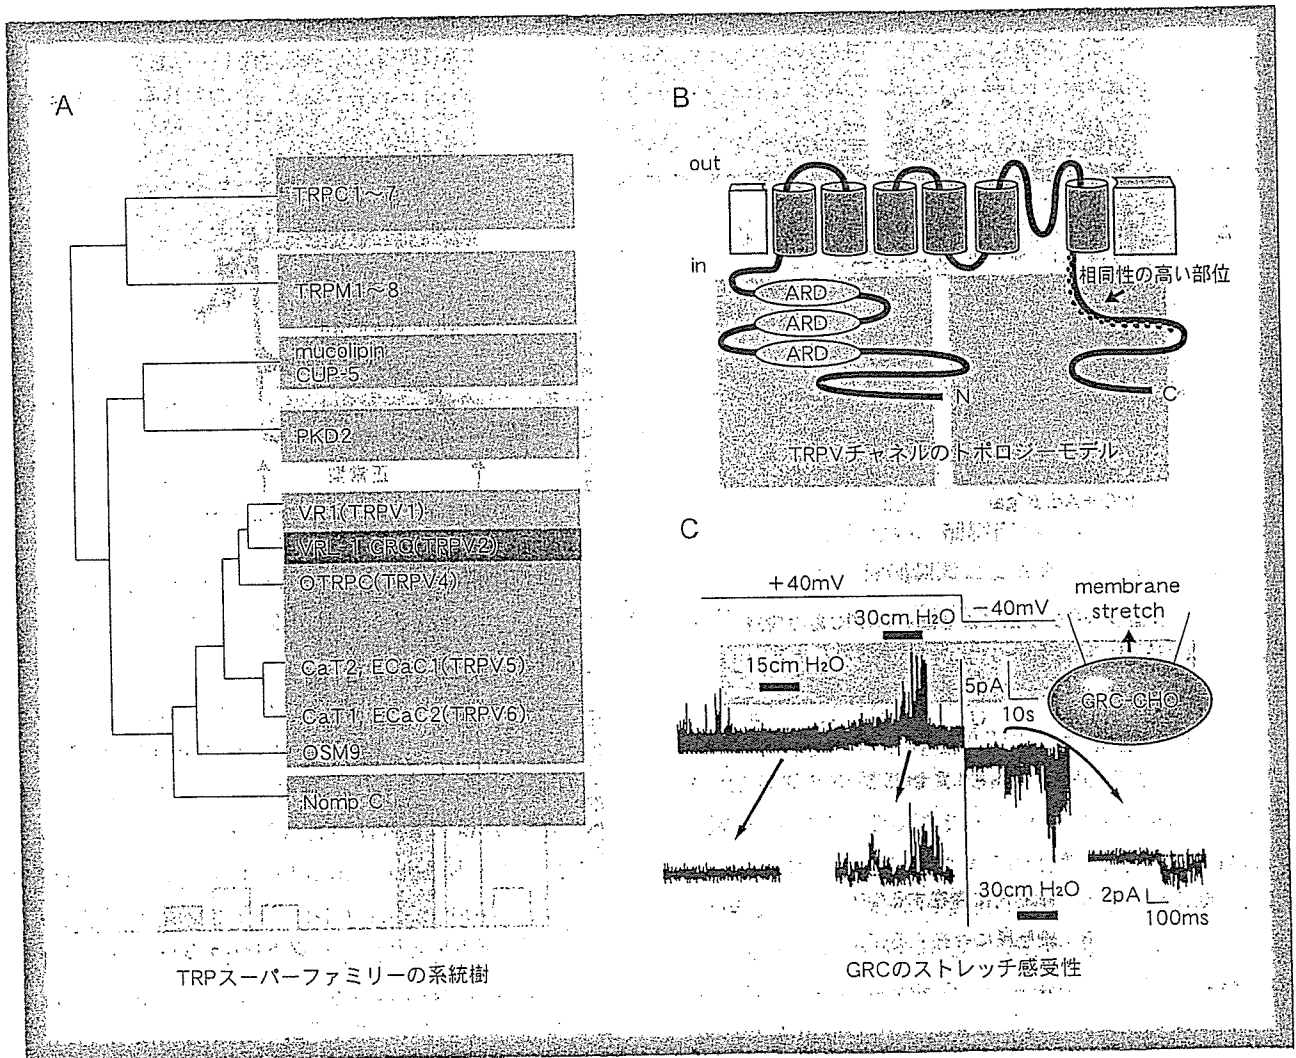 A
TRPC1~7
TRPM1~8
mucolipin
CUP-5
PKD2
VR1(TRPV1)
VRL-1 GRC(TRPV2)
OTRPC(TRPV4)
CaT2, ECaC1(TRPV5)
CaT1, ECaC2(TRPV6)
OSM9
Nomp C
TRPスーパーファミリーの系統樹
B
out
in
ARD
ARD
ARD
N
C
相同性の高い部位
TRPVチャネルのトポロジーモデル
C
+40mV
-40mV
30cm H₂O
15cm H₂O
5pA
10s
membrane
stretch
GRC-CHO
30cm H₂O
2pA
100ms
GRCのストレッチ感受性